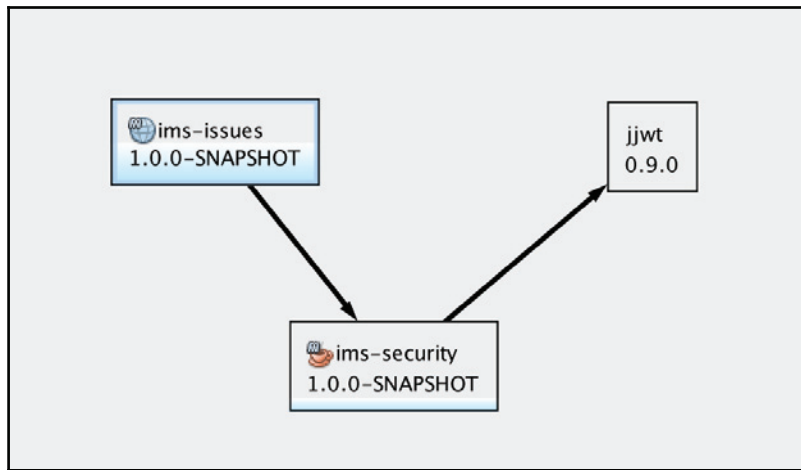 ims-issues
1.0.0-SNAPSHOT
jjwt
0.9.0
ims-security
1.0.0-SNAPSHOT